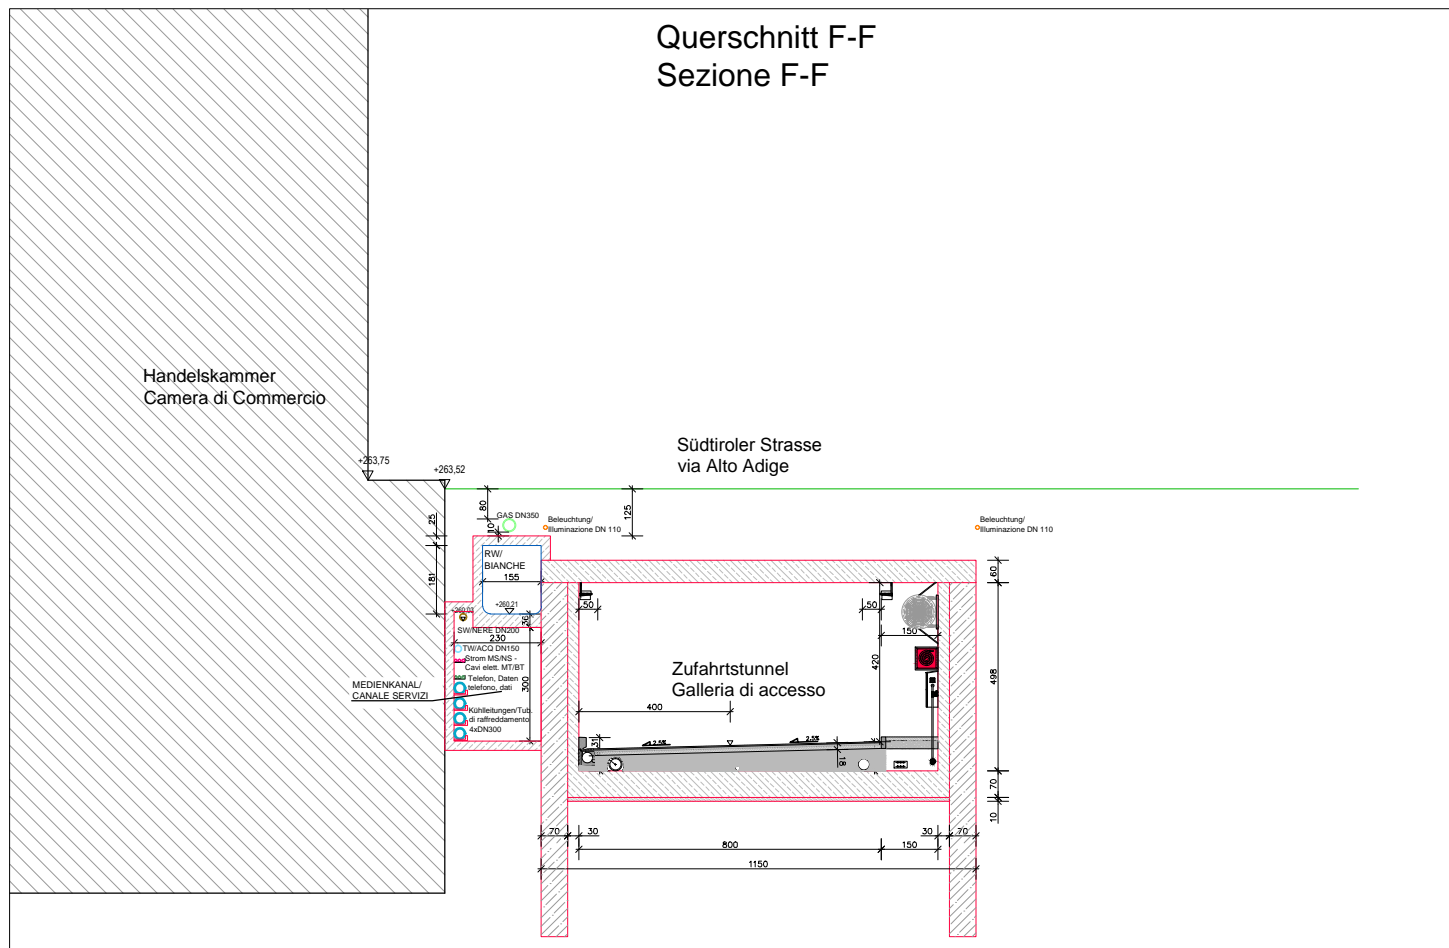 Querschnitt F-F
Sezione F-F
Handelskammer
Camera di Commercio
Südtiroler Strasse
via Alto Adige
+263,75
+263,52
80
125
25
10
GAS DN350
Beleuchtung/
Illuminazione DN 110
Beleuchtung/
Illuminazione DN 110
RW/
BIANCHE
155
181
60
+260,21
+260,03
36
50
50
150
SW/NERE DN200
230
TW/ACQ DN150
Strom MS/NS -
Cavi elett. MT/BT
Telefon, Daten
telefono, dati
MEDIENKANAL/
CANALE SERVIZI
300
Kühlleitungen/Tub.
di raffreddamento
4xDN300
Zufahrtstunnel
Galleria di accesso
420
498
400
31
2.5%
2.5%
18
70
10
70
30
30
70
800
150
1150